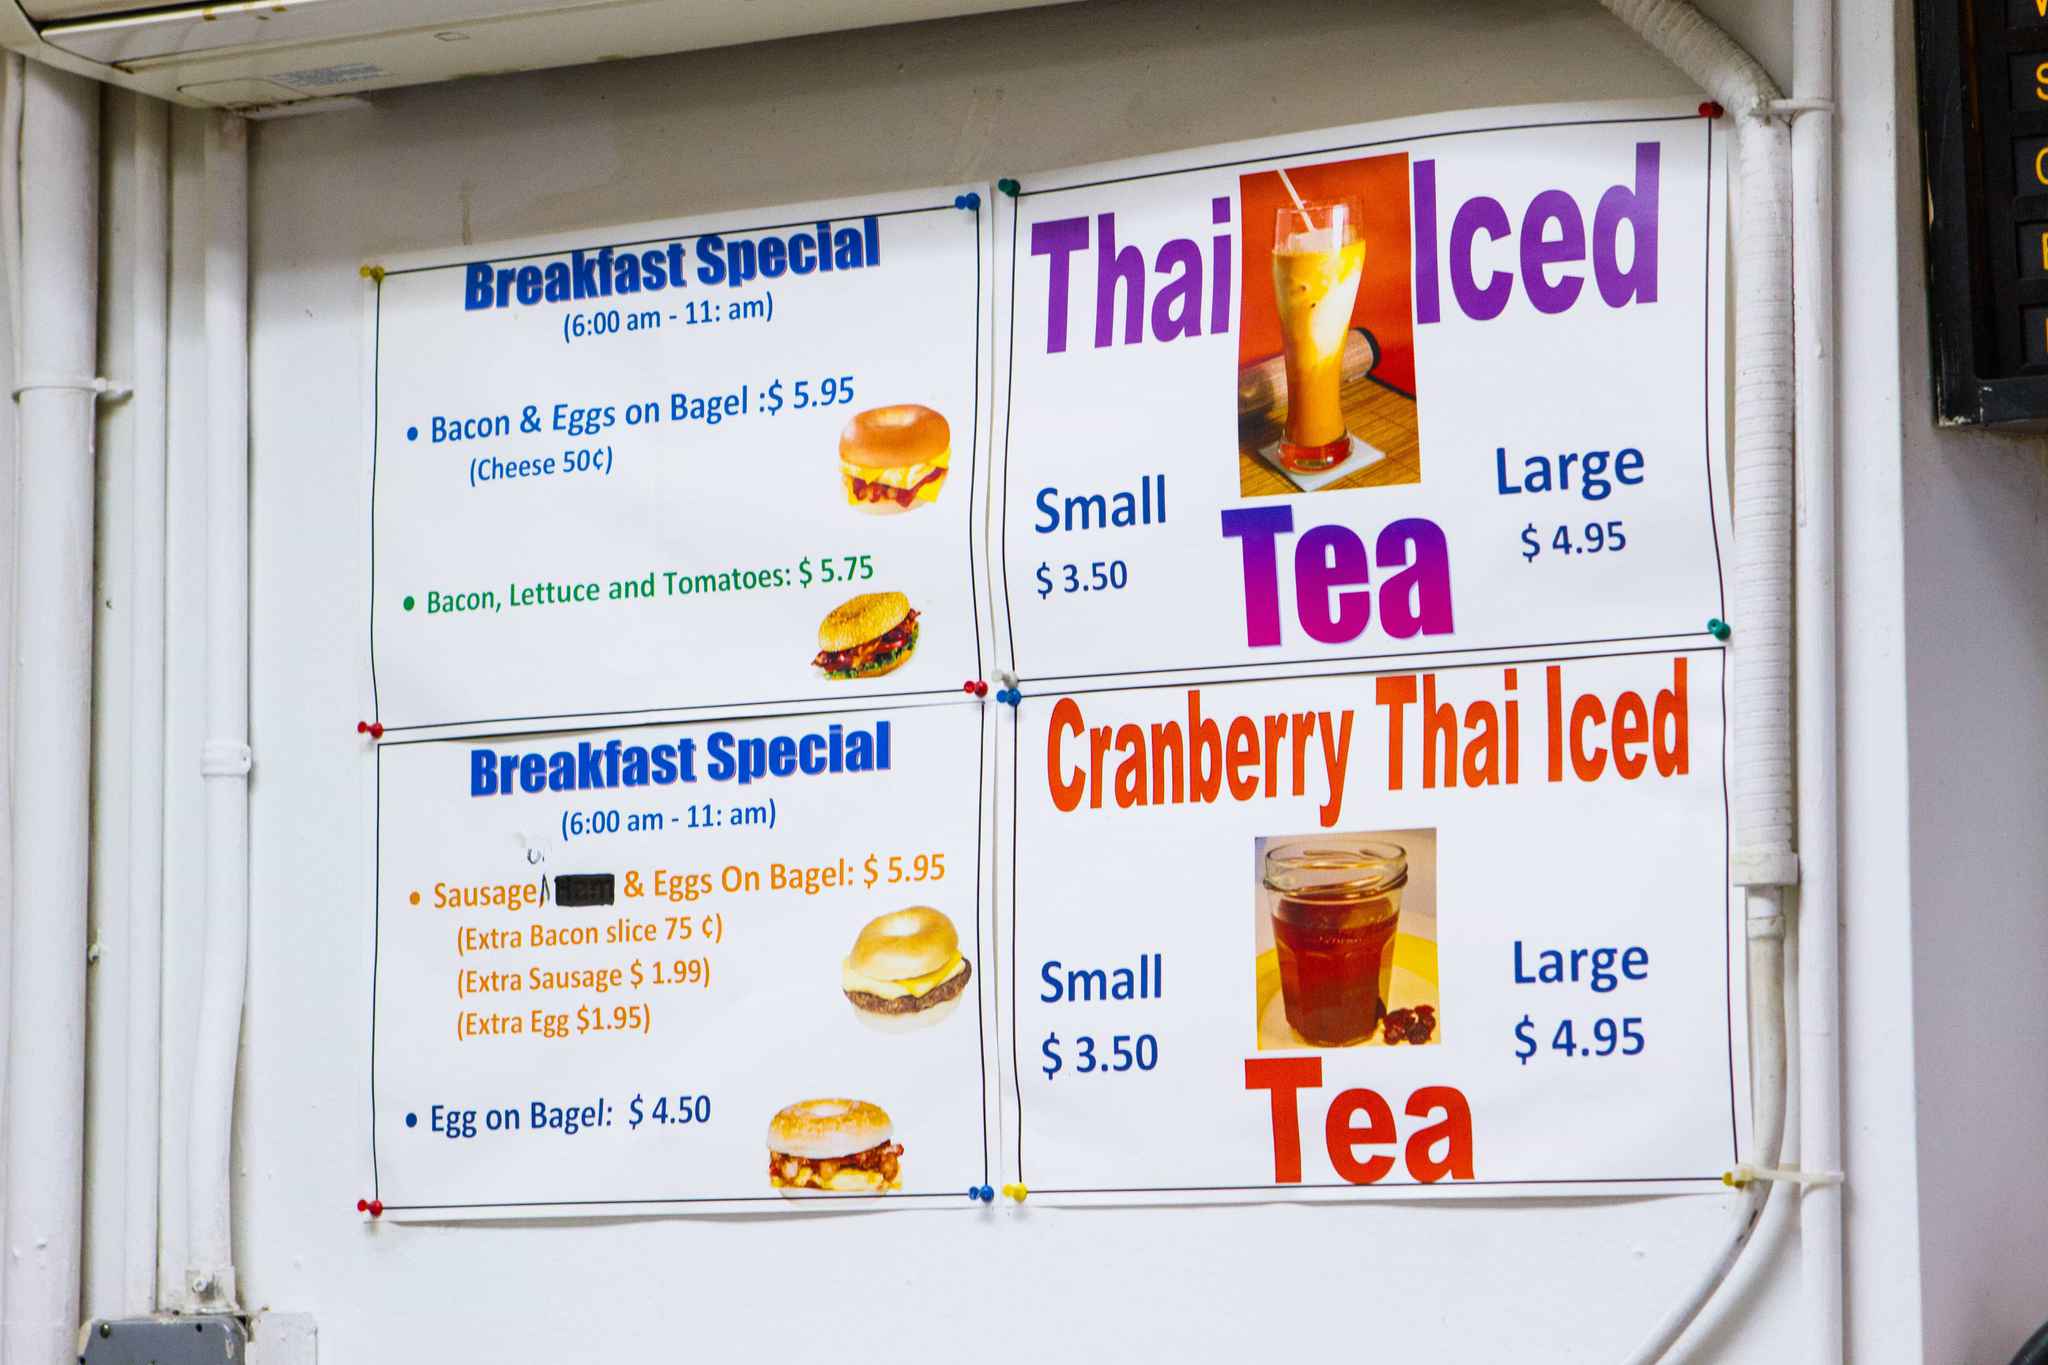 Breakfast Special
(6:00 am - 11: am)
• Bacon & Eggs on Bagel :$ 5.95
(Cheese 50¢)
• Bacon, Lettuce and Tomatoes: $ 5.75
Thai Iced
Tea
Small
$ 3.50
Large
$ 4.95
Breakfast Special
(6:00 am - 11: am)
• Sausage/ & Eggs On Bagel: $ 5.95
(Extra Bacon slice 75 ¢)
(Extra Sausage $ 1.99)
(Extra Egg $1.95)
• Egg on Bagel: $ 4.50
Cranberry Thai Iced
Tea
Small
$ 3.50
Large
$ 4.95